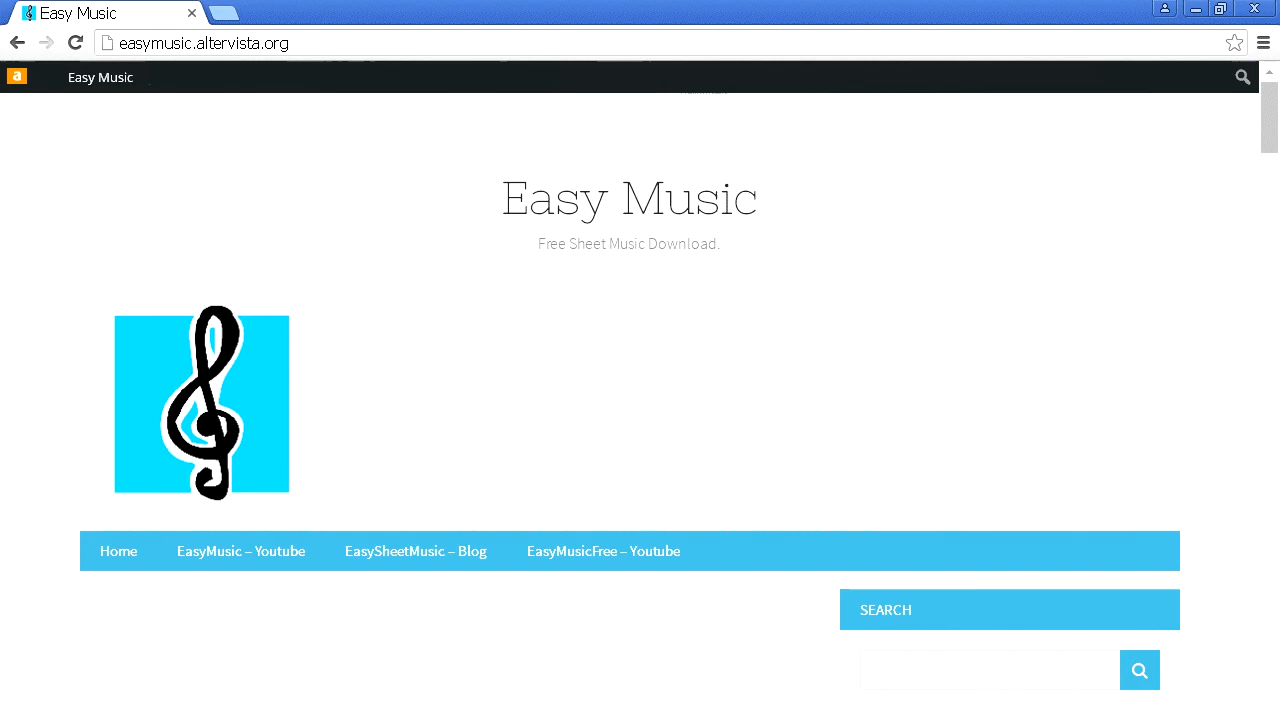 Easy Music
easymusic.altervista.org
a Easy Music
Easy Music
Free Sheet Music Download.
Home EasyMusic – Youtube EasySheetMusic – Blog EasyMusicFree – Youtube
SEARCH